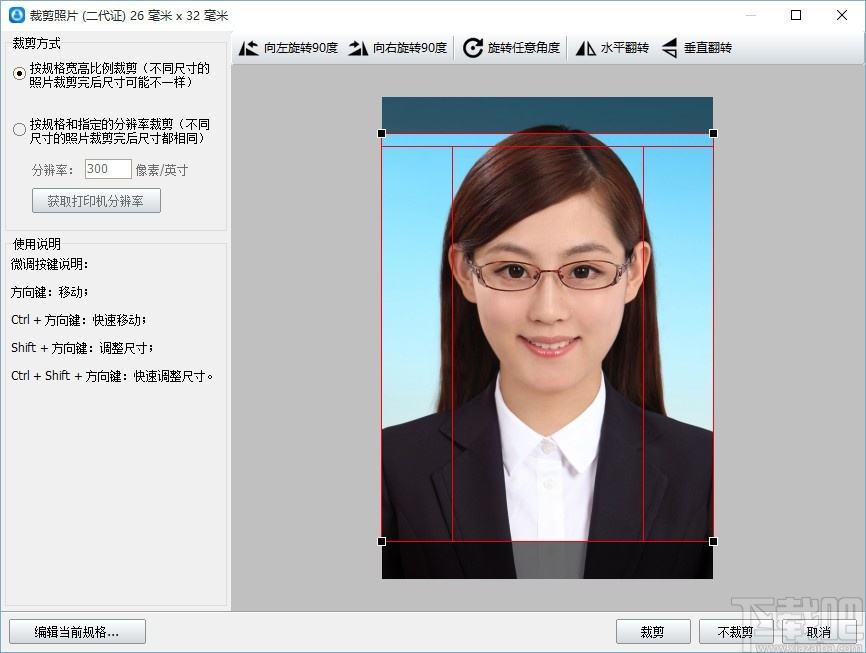 裁剪照片 (二代证) 26 毫米 x 32 毫米
裁剪方式
按规格宽高比例裁剪（不同尺寸的
照片裁剪完后尺寸可能不一样）
按规格和指定的分辨率裁剪（不同
尺寸的照片裁剪完后尺寸都相同）
分辨率： 300 像素/英寸
获取打印机分辨率
使用说明
微调按键说明：
方向键：移动；
Ctrl + 方向键：快速移动；
Shift + 方向键：调整尺寸；
Ctrl + Shift + 方向键：快速调整尺寸。
向左旋转90度 向右旋转90度 旋转任意角度 水平翻转 垂直翻转
编辑当前规格... 裁剪 不裁剪 取消
下载吧
www.xiazaiba.com